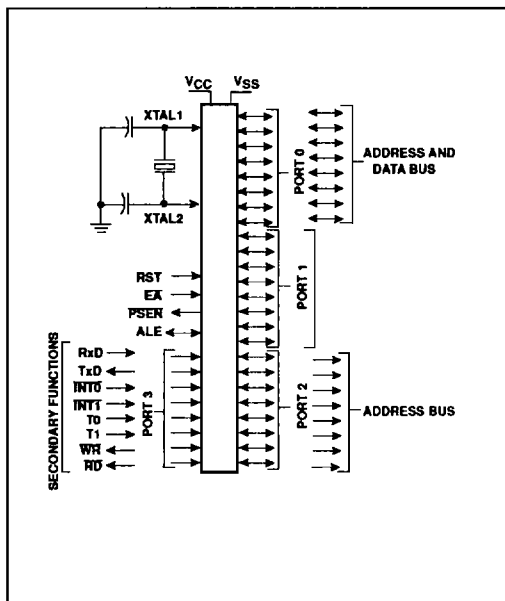 VCC VSS
XTAL1
XTAL2
PORT 0
ADDRESS AND
DATA BUS
PORT 1
RST
EA
PSEN
ALE
SECONDARY FUNCTIONS
RxD
TxD
INT0
INT1
T0
T1
WR
RD
PORT 3
PORT 2
ADDRESS BUS